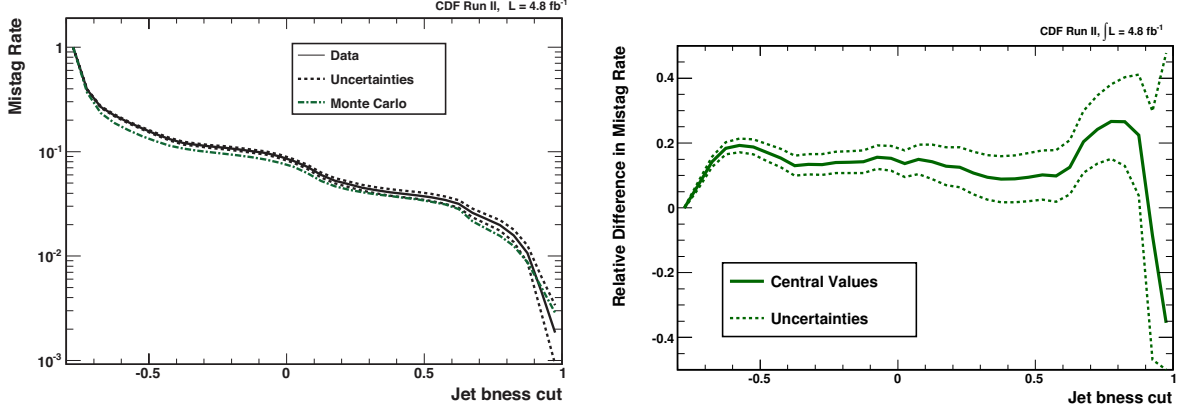 CDF Run II, L = 4.8 fb-1
Mistag Rate
1
10-1
10-2
10-3
Data
Uncertainties
Monte Carlo
-0.5 0 0.5 1
Jet bness cut
CDF Run II, ∫L = 4.8 fb-1
Relative Difference in Mistag Rate
0.4
0.2
0
-0.2
-0.4
Central Values
Uncertainties
-0.5 0 0.5 1
Jet bness cut